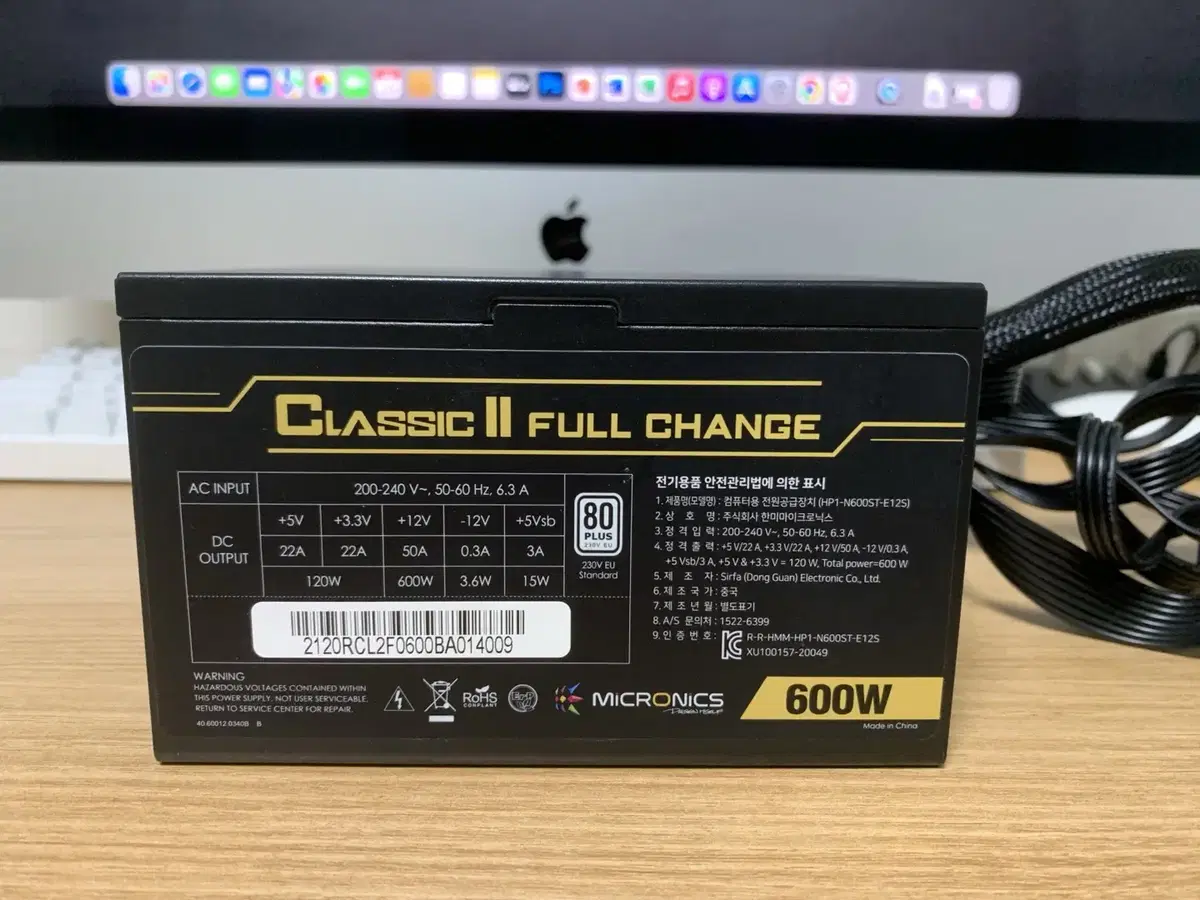 CLASSIC II FULL CHANGE
AC INPUT 200-240 V~, 50-60 Hz, 6.3 A
DC OUTPUT +5V +3.3V +12V -12V +5Vsb
22A 22A 50A 0.3A 3A
120W 600W 3.6W 15W
80
PLUS
230V EU
230V EU
Standard
2120RCL2F0600BA014009
전기용품 안전관리법에 의한 표시
1. 제품명(모델명) : 컴퓨터용 전원공급장치 (HP1-N600ST-E12S)
2. 상 호 명 : 주식회사 한미마이크로닉스
3. 정 격 입 력 : 200-240 V~, 50-60 Hz, 6.3 A
4. 정 격 출 력 : +5 V/22 A, +3.3 V/22 A, +12 V/50 A, -12 V/0.3 A,
+5 Vsb/3 A, +5 V & +3.3 V = 120 W, Total power=600 W
5. 제 조 자 : Sirfa (Dong Guan) Electronic Co., Ltd.
6. 제 조 국 가 : 중국
7. 제 조 년 월 : 별도표기
8. A/S 문의처 : 1522-6399
9. 인 증 번 호 : R-R-HMM-HP1-N600ST-E12S
XU100157-20049
WARNING
HAZARDOUS VOLTAGES CONTAINED WITHIN
THIS POWER SUPPLY. NOT USER SERVICEABLE.
RETURN TO SERVICE CENTER FOR REPAIR.
40.60012.0340B B
RoHS
COMPLIANT
ErP
MICRONICS
600W
Made in China